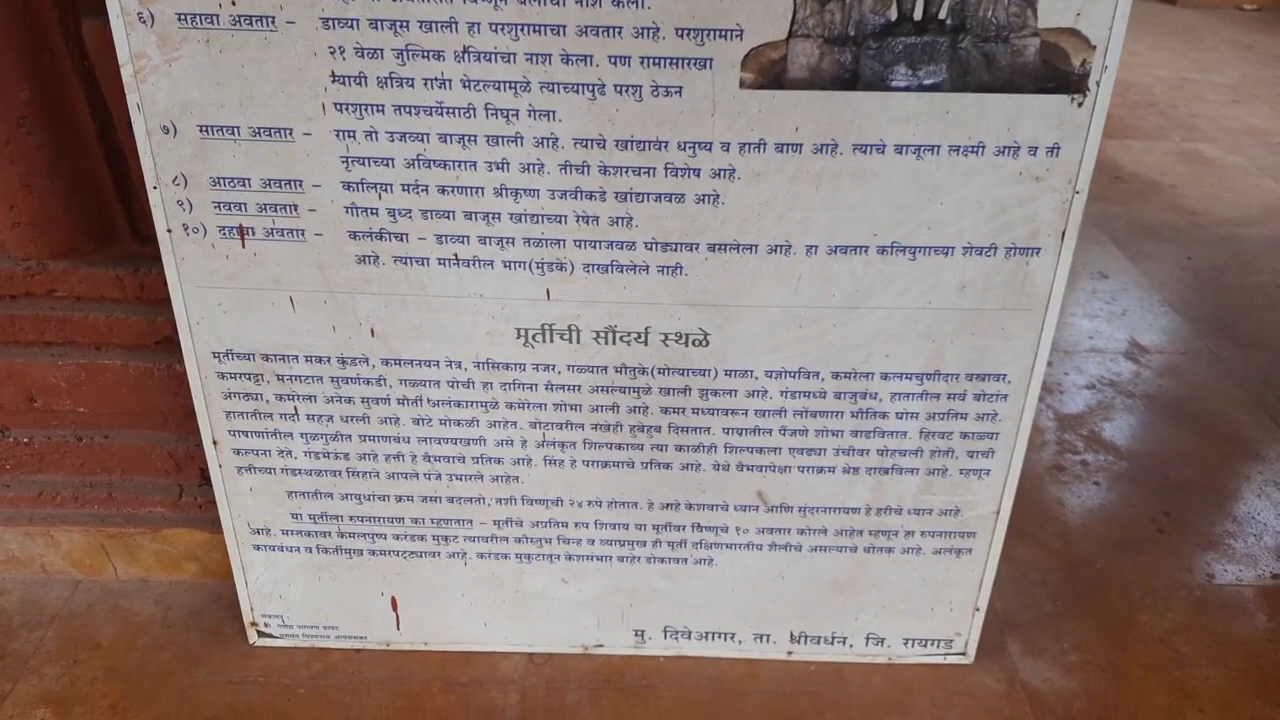 विष्णूने बलीचा नाश केला.
६) सहावा अवतार – डाव्या बाजूस खाली हा परशुरामाचा अवतार आहे. परशुरामाने
२१ वेळा जुल्मिक क्षत्रियांचा नाश केला. पण रामासारखा
न्यायी क्षत्रिय राजा भेटल्यामूळे त्याच्यापुढे परशु ठेऊन
परशुराम तपश्चर्येसाठी निघून गेला.
७) सातवा अवतार – राम तो उजव्या बाजूस खाली आहे. त्याचे खांद्यावर धनुष्य व हाती बाण आहे. त्याचे बाजूला लक्ष्मी आहे व ती
नृत्याच्या अविष्कारात उभी आहे. तीची केशरचना विशेष आहे.
८) आठवा अवतार – कालिया मर्दन करणारा श्रीकृष्ण उजवीकडे खांद्याजवळ आहे.
९) नववा अवतार – गौतम बुध्द डाव्या बाजूस खांद्याच्या रेषेत आहे.
१०) दहावा अवतार – कलंकीचा – डाव्या बाजूस तळाला पायाजवळ घोड्यावर बसलेला आहे. हा अवतार कलियुगाच्या शेवटी होणार
आहे. त्याचा मानेवरील भाग(मुंडके) दाखविलेले नाही.
मूर्तीची सौंदर्य स्थळे
मूर्तीच्या कानात मकर कुंडले, कमलनयन नेत्र, नासिकाग्र नजर, गळ्यात भौतुके(मोत्याच्या) माळा, यज्ञोपवित, कमरेला कलमचुणीदार वस्त्रावर,
कमरपट्टा, मनगटात सुवर्णकडी, गळ्यात पोची हा दागिना सैलसर असल्यामुळे खाली झुकला आहे. गंडामध्ये बाजुबंध, हातातील सर्व बोटांत
अंगठ्या, कमरेला अनेक सुवर्ण मोती अलंकारामुळे कमरेला शोभा आली आहे. कमर मध्यावरून खाली लोंबणारा भौतिक घोस अप्रतिम आहे.
हातातील गदा सहज धरली आहे. बोटे मोकळी आहेत. बोटावरील नखेही हुबेहुब दिसतात. पायातील पैंजणे शोभा वाढवितात. हिरवट काळ्या
पाषाणांतील गुळगुळीत प्रमाणबंध लावण्यखणी असे हे अलंकृत शिल्पकाव्य त्या काळीही शिल्पकला एवढ्या उंचीवर पोहचली होती, याची
कल्पना देते. गंडभेऊंड आहे हत्ती हे वैभवाचे प्रतिक आहे. सिंह हे पराक्रमाचे प्रतिक आहे. येथे वैभवापेक्षा पराक्रम श्रेष्ठ दाखविला आहे. म्हणून
हत्तीच्या गंडस्थळावर सिंहाने आपले पंजे उभारले आहेत.
हातातील आयुधांचा क्रम जसा बदलतो, तशी विष्णूची २४ रुपे होतात. हे आहे केशवाचे ध्यान आणि सुंदरनारायण हे हरीचे ध्यान आहे.
या मूर्तीला रुपनारायण का म्हणतात – मूर्तीचे अप्रतिम रुप शिवाय या मूर्तीवर विष्णूचे १० अवतार कोरले आहेत म्हणून हा रुपनारायण
आहे. मस्तकावर कमलपुष्प करंडक मुकुट त्यावरील कौस्तुभ चिन्ह व व्याघ्रमुख ही मूर्ती दक्षिणभारतीय शैलीचे असल्याचे धोतक आहे. अलंकृत
कायबंधन व किर्तीमुख कमरपट्ट्यावर आहे. करंडक मुकुटातून केशसंभार बाहेर डोकावत आहे.
संकलन :
मु. दिवेआगर, ता. श्रीवर्धन, जि. रायगड